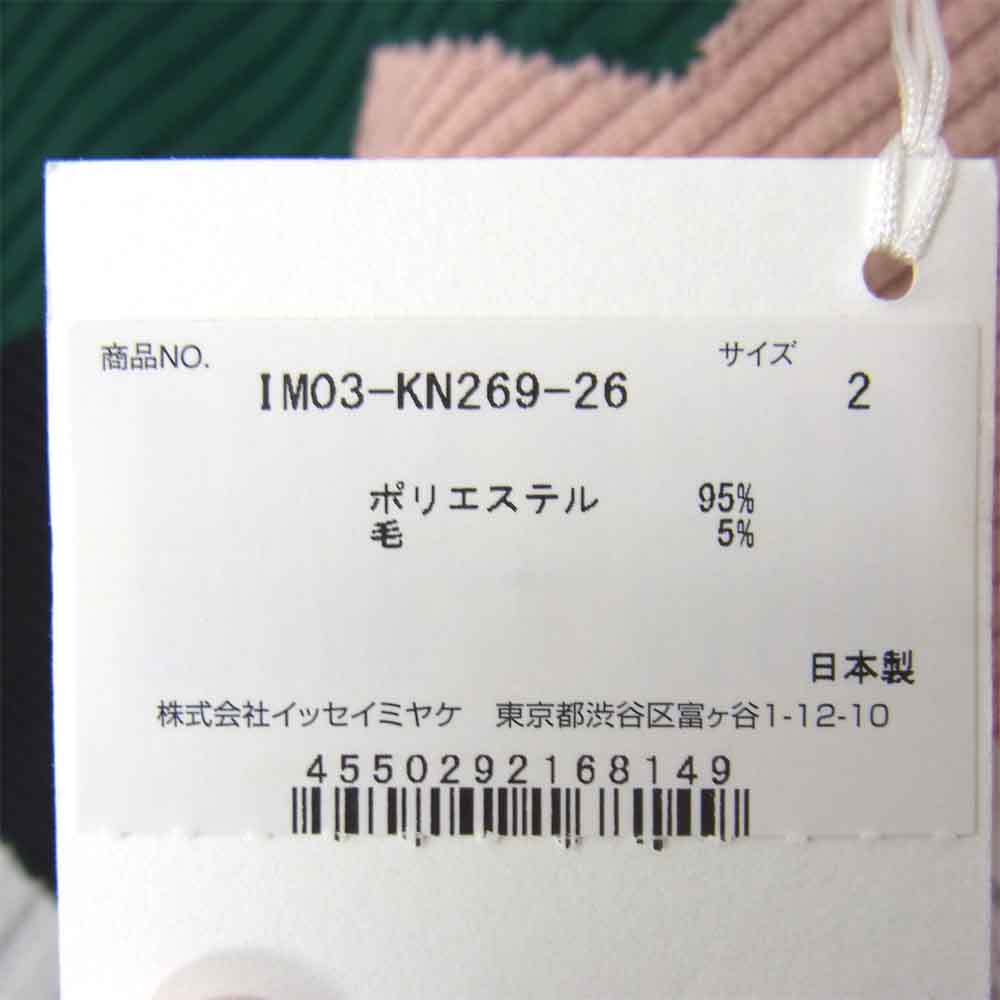 商品NO. サイズ
IM03-KN269-26 2
ポリエステル 95%
毛 5%
日本製
株式会社イッセイミヤケ 東京都渋谷区富ヶ谷1-12-10
4550292168149